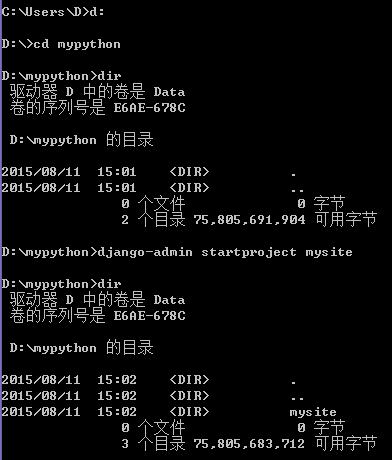 C:\Users\D>d:
D:\>cd mypython
D:\mypython>dir
驱动器 D 中的卷是 Data
卷的序列号是 E6AE-678C
D:\mypython 的目录
2015/08/11  15:01    <DIR>          .
2015/08/11  15:01    <DIR>          ..
0 个文件              0 字节
2 个目录 75,805,691,904 可用字节
D:\mypython>django-admin startproject mysite
D:\mypython>dir
驱动器 D 中的卷是 Data
卷的序列号是 E6AE-678C
D:\mypython 的目录
2015/08/11  15:02    <DIR>          .
2015/08/11  15:02    <DIR>          ..
2015/08/11  15:02    <DIR>          mysite
0 个文件              0 字节
3 个目录 75,805,683,712 可用字节